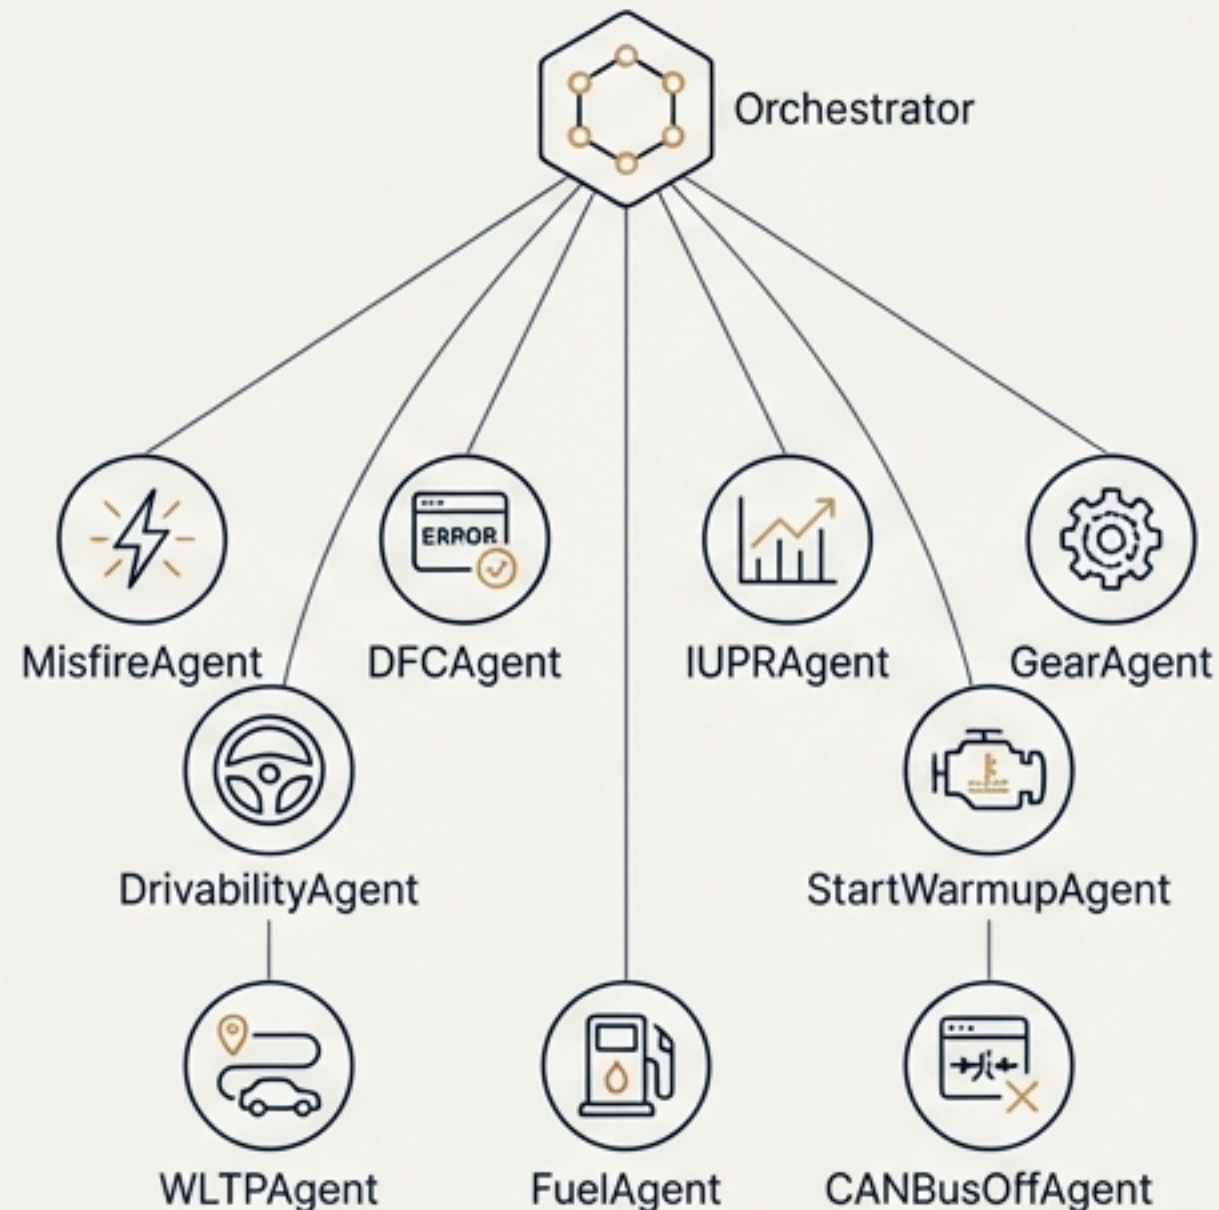 Orchestrator
MisfireAgent
DFCAgent
IUPRAgent
GearAgent
ERROR
DrivabilityAgent
StartWarmupAgent
WLTPAgent
FuelAgent
CANBusOffAgent